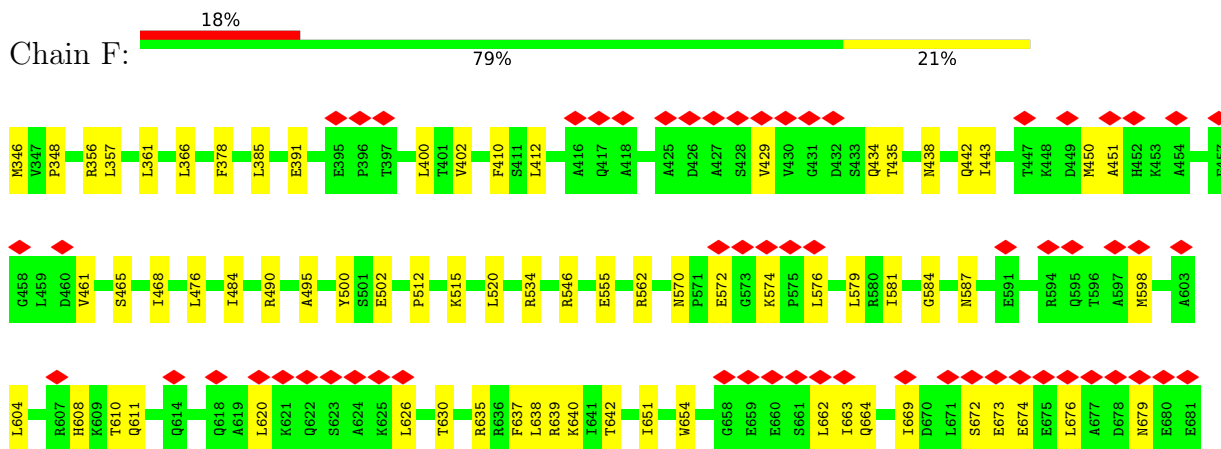 18%
Chain F:
79% 21%
M346 V347 P348 R356 L357 L361 L366 F378 L385 E391 E395 P396 T397 L400 T401 V402 F410 S411 L412 A416 Q417 A418 A425 D426 A427 S428 V429 V430 G431 D432 S433 Q434 T435 N438 Q442 I443 T447 K448 D449 M450 A451 H452 K453 A454
G458 L459 D460 V461 S465 I468 L476 I484 R490 A495 Y500 S501 E502 P512 K515 L520 R534 R546 E555 R562 N570 P571 E572 G573 K574 P575 L576 L579 R580 I581 G584 N587 E591 R594 Q595 T596 A597 M598 A603
L604 R607 H608 K609 T610 Q611 Q614 Q618 A619 L620 K621 Q622 S623 A624 K625 L626 T630 R635 R636 F637 L638 R639 K640 I641 T642 I651 W654 G658 E659 E660 S661 L662 I663 Q664 I669 D670 L671 S672 E673 E674 E675 L676 A677 D678 N679 E680 E681